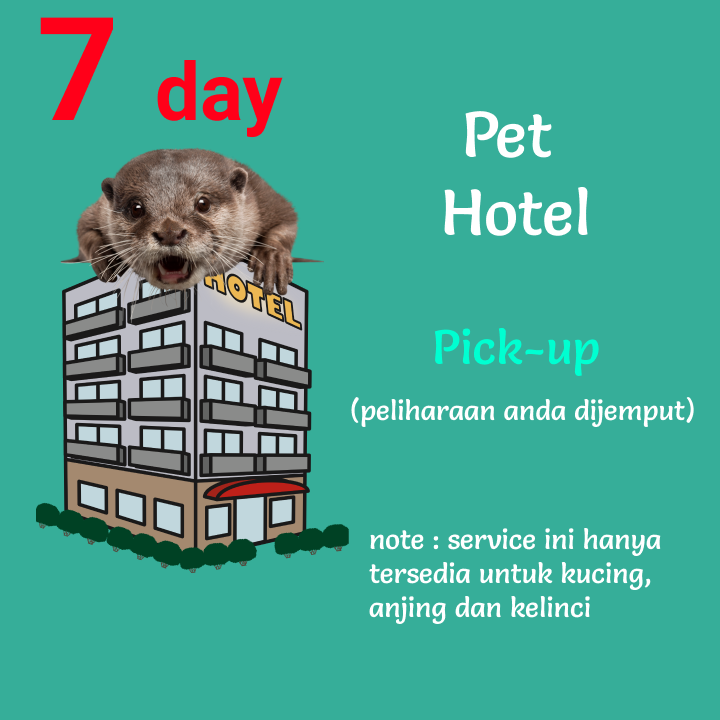 7 day
Pet
Hotel
HOTEL
Pick-up
(peliharaan anda dijemput)
note : service ini hanya
tersedia untuk kucing,
anjing dan kelinci